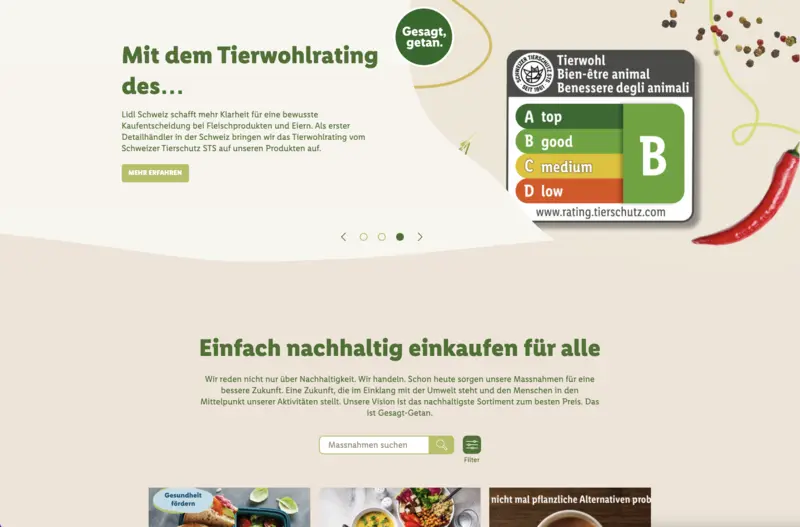 Gesagt,
getan.
Mit dem Tierwohlrating
des…
Lidl Schweiz schafft mehr Klarheit für eine bewusste
Kaufentscheidung bei Fleischprodukten und Eiern. Als erster
Detailhändler in der Schweiz bringen wir das Tierwohlrating vom
Schweizer Tierschutz STS auf unseren Produkten auf.
MEHR ERFAHREN
SCHWEIZER TIERSCHUTZ STS
SEIT 1861
Tierwohl
Bien-être animal
Benessere degli animali
A top
B good
C medium
D low
B
www.rating.tierschutz.com
Einfach nachhaltig einkaufen für alle
Wir reden nicht nur über Nachhaltigkeit. Wir handeln. Schon heute sorgen unsere Massnahmen für eine
bessere Zukunft. Eine Zukunft, die im Einklang mit der Umwelt steht und den Menschen in den
Mittelpunkt unserer Aktivitäten stellt. Unsere Vision ist das nachhaltigste Sortiment zum besten Preis. Das
ist Gesagt-Getan.
Massnahmen suchen
Filter
Gesundheit
fördern
nicht mal pflanzliche Alternativen prob